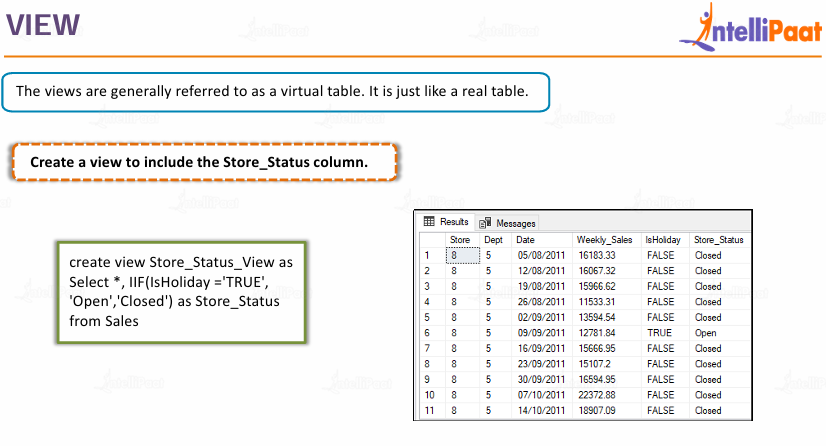 VIEW
IntelliPaat
The views are generally referred to as a virtual table. It is just like a real table.
Create a view to include the Store_Status column.
create view Store_Status_View as
Select *, IIF(IsHoliday ='TRUE',
'Open','Closed') as Store_Status
from Sales
Results Messages
Store Dept Date Weekly_Sales IsHoliday Store_Status
1 8 5 05/08/2011 16183.33 FALSE Closed
2 8 5 12/08/2011 16067.32 FALSE Closed
3 8 5 19/08/2011 15966.62 FALSE Closed
4 8 5 26/08/2011 11533.31 FALSE Closed
5 8 5 02/09/2011 13594.54 FALSE Closed
6 8 5 09/09/2011 12781.84 TRUE Open
7 8 5 16/09/2011 15666.95 FALSE Closed
8 8 5 23/09/2011 15107.2 FALSE Closed
9 8 5 30/09/2011 16594.95 FALSE Closed
10 8 5 07/10/2011 22372.88 FALSE Closed
11 8 5 14/10/2011 18907.09 FALSE Closed